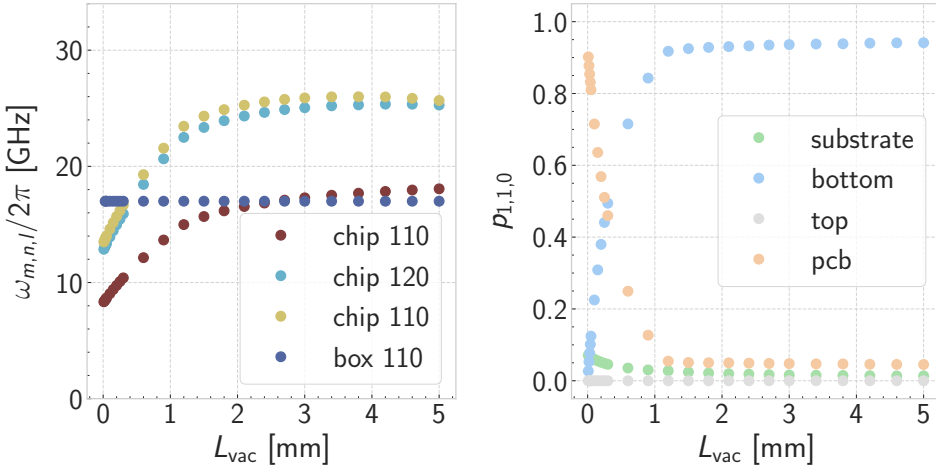 30
20
10
0
0
1
2
3
4
5
ω_{m,n,l}/2π [GHz]
L_vac [mm]
chip 110
chip 120
chip 110
box 110
1.0
0.8
0.6
0.4
0.2
0.0
0
1
2
3
4
5
p_{1,1,0}
L_vac [mm]
substrate
bottom
top
pcb